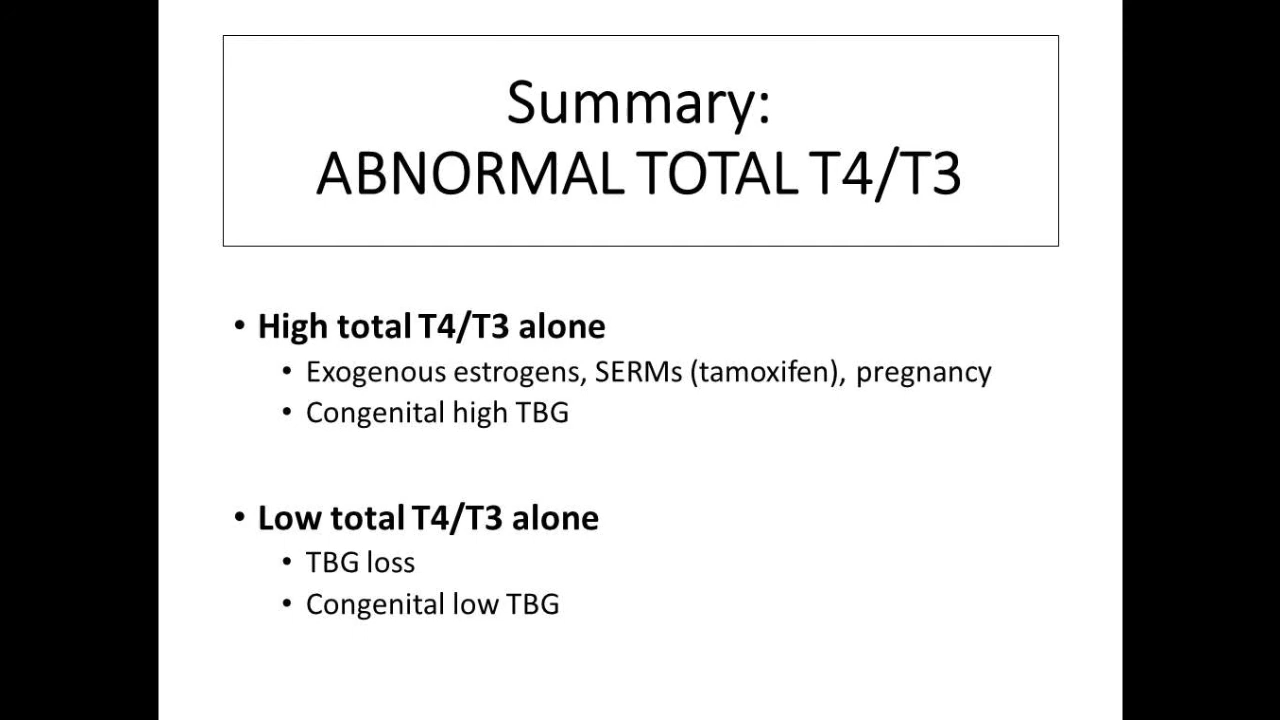 Summary:
ABNORMAL TOTAL T4/T3
• High total T4/T3 alone
• Exogenous estrogens, SERMs (tamoxifen), pregnancy
• Congenital high TBG
• Low total T4/T3 alone
• TBG loss
• Congenital low TBG